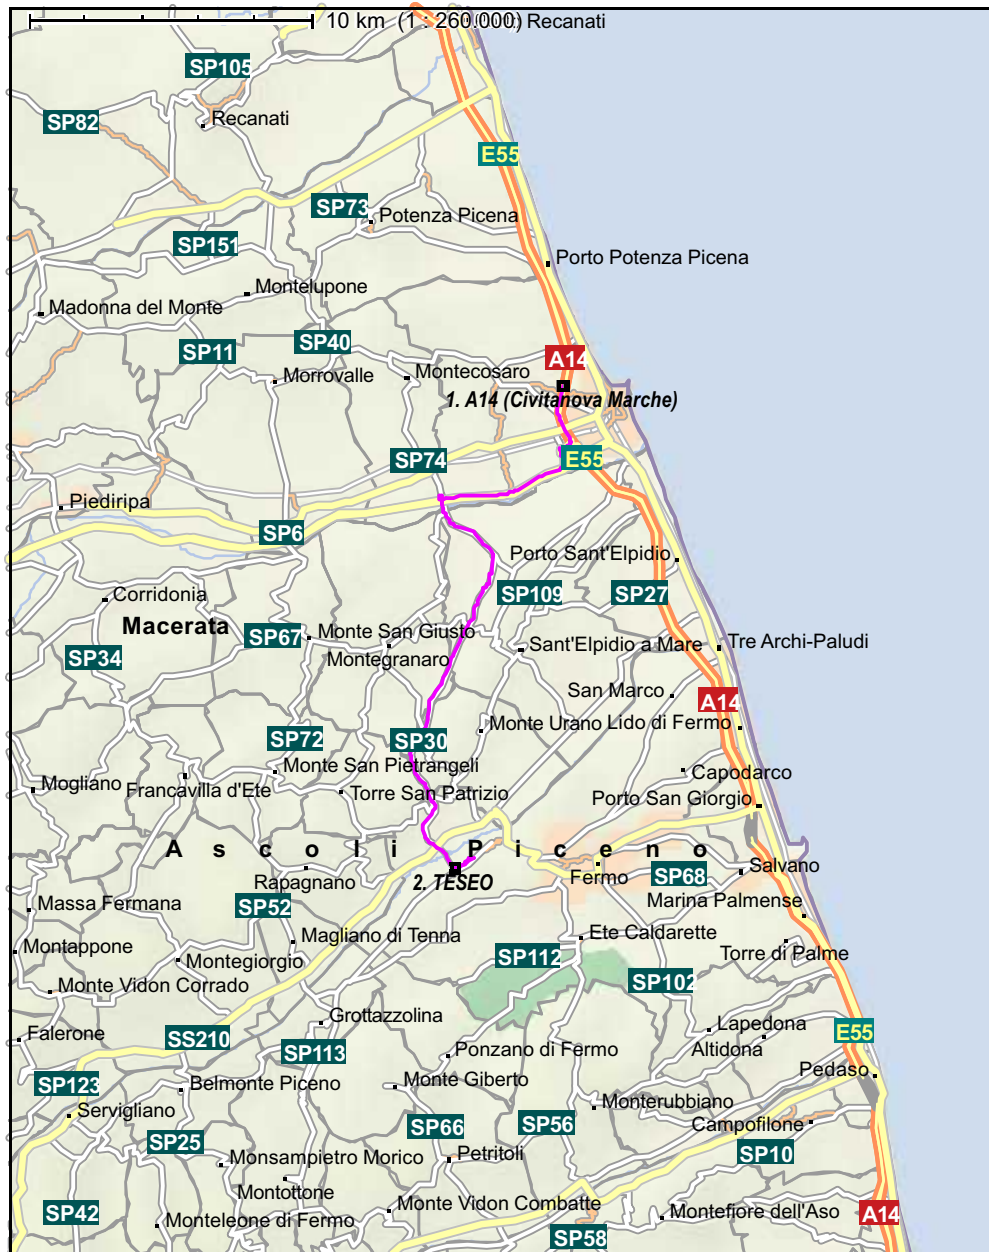 10 km (1 : 260.000) Recanati
SP105
SP82
Recanati
E55
SP73
Potenza Picena
SP151
Porto Potenza Picena
Montelupone
Madonna del Monte
SP11
SP40
A14
Morrovalle
Montecosaro
1. A14 (Civitanova Marche)
SP74
E55
Piediripa
SP6
Porto Sant'Elpidio
Corridonia
SP109
SP27
Macerata
SP67
Monte San Giusto
Montegranaro
Sant'Elpidio a Mare
Tre Archi-Paludi
SP34
San Marco
A14
SP72
SP30
Monte Urano
Lido di Fermo
Monte San Pietrangeli
Capodarco
Mogliano
Francavilla d'Ete
Torre San Patrizio
Porto San Giorgio
Ascoli Piceno
Rapagnano
2. TESEO
Fermo
SP68
Salvano
Massa Fermana
SP52
Marina Palmense
Montappone
Magliano di Tenna
Ete Caldarette
Montegiorgio
SP112
Torre di Palme
Monte Vidon Corrado
SP102
Falerone
SS210
Grottazzolina
Lapedona
E55
SP113
Ponzano di Fermo
Altidona
SP123
Belmonte Piceno
Monte Giberto
Pedaso
Servigliano
Monterubbiano
SP25
SP66
SP56
Campofilone
Monsampietro Morico
Petritoli
SP10
Montottone
SP42
Monteleone di Fermo
Monte Vidon Combatte
Montefiore dell'Aso
A14
SP58